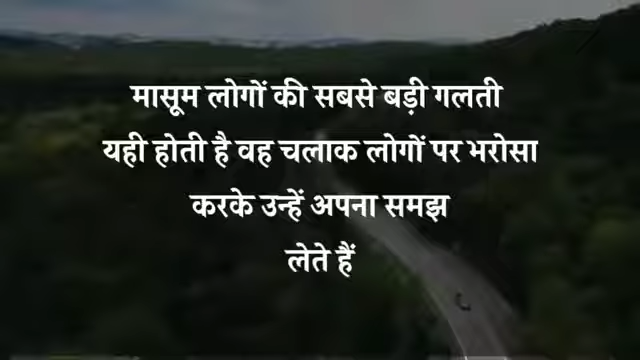 मासूम लोगों की सबसे बड़ी गलती
यही होती है वह चलाक लोगों पर भरोसा
करके उन्हें अपना समझ
लेते हैं